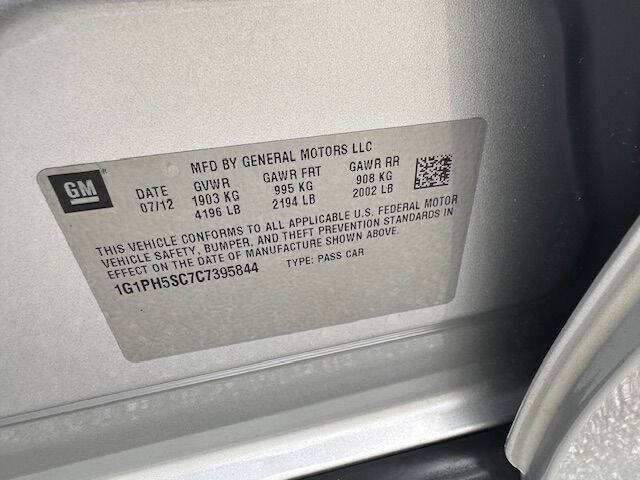 GM
MFD BY GENERAL MOTORS LLC
DATE GVWR GAWR FRT GAWR RR
07/12 1903 KG 995 KG 908 KG
4196 LB 2194 LB 2002 LB
THIS VEHICLE CONFORMS TO ALL APPLICABLE U.S. FEDERAL MOTOR
VEHICLE SAFETY, BUMPER, AND THEFT PREVENTION STANDARDS IN
EFFECT ON THE DATE OF MANUFACTURE SHOWN ABOVE.
1G1PH5SC7C7395844 TYPE: PASS CAR